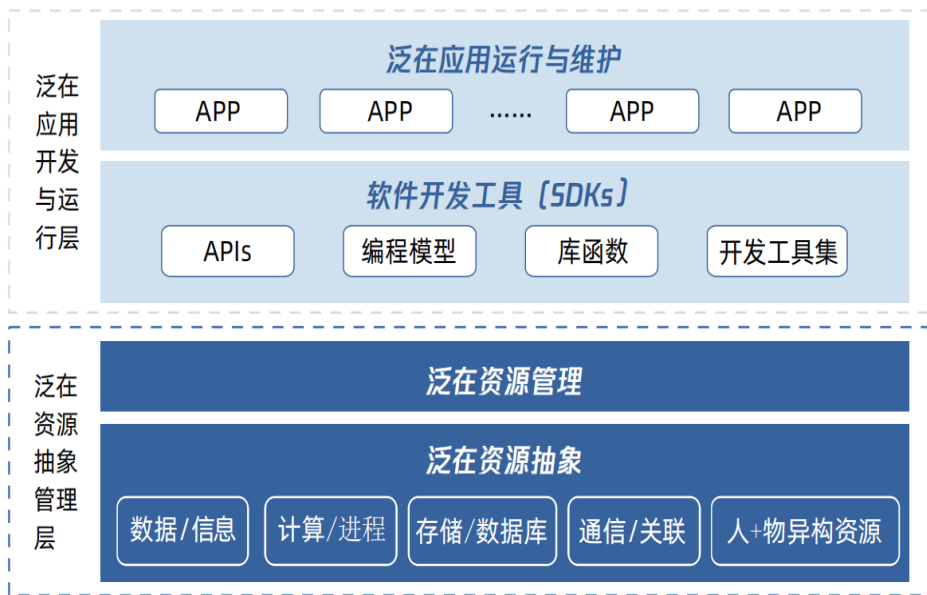 泛在应用开发与运行层
泛在应用运行与维护
APP
APP
......
APP
APP
软件开发工具（SDKs）
APIs
编程模型
库函数
开发工具集
泛在资源抽象管理层
泛在资源管理
泛在资源抽象
数据/信息
计算/进程
存储/数据库
通信/关联
人+物异构资源